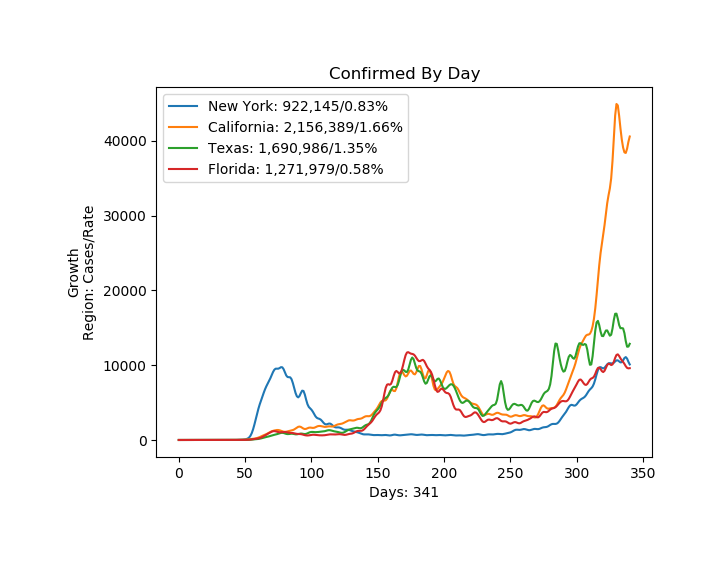 Confirmed By Day
New York: 922,145/0.83%
California: 2,156,389/1.66%
Texas: 1,690,986/1.35%
Florida: 1,271,979/0.58%
Growth
Region: Cases/Rate
40000
30000
20000
10000
0
0 50 100 150 200 250 300 350
Days: 341